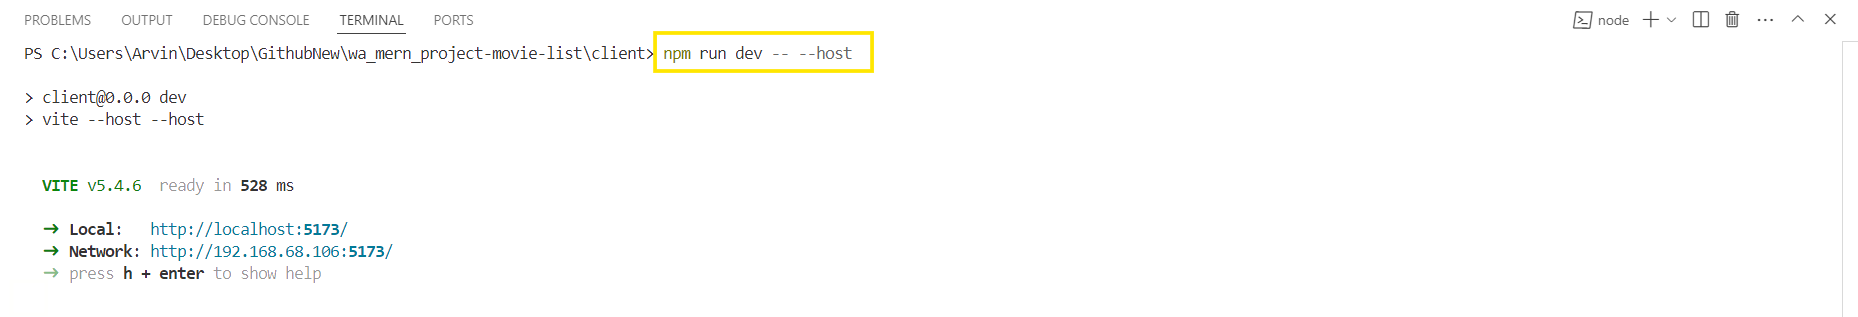 PROBLEMS OUTPUT DEBUG CONSOLE TERMINAL PORTS node
PS C:\Users\Arvin\Desktop\GithubNew\wa_mern_project-movie-list\client> npm run dev -- --host
> client@0.0.0 dev
> vite --host --host
VITE v5.4.6 ready in 528 ms
➜ Local: http://localhost:5173/
➜ Network: http://192.168.68.106:5173/
➜ press h + enter to show help